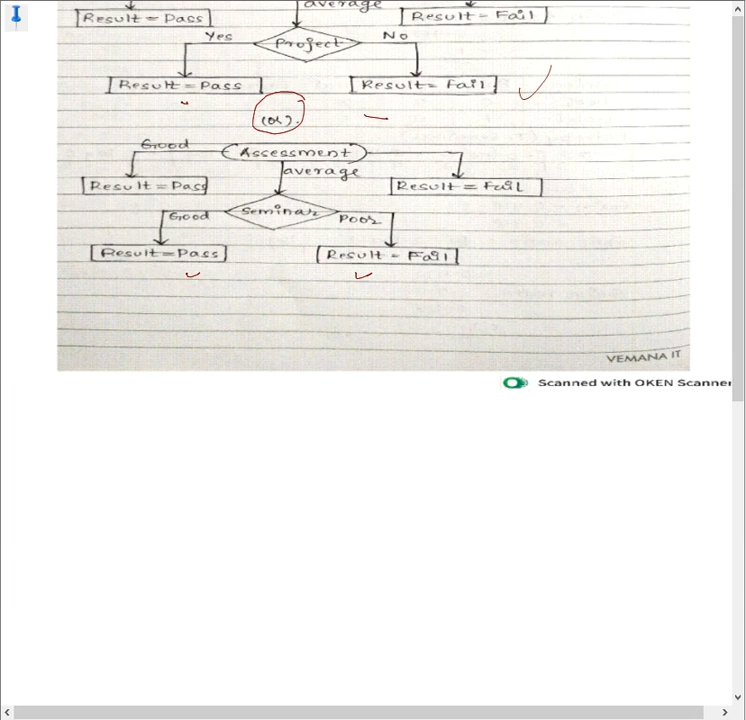 average
Result = Pass Result = Fail
Yes Project No
Result = Pass Result = Fail
(or).
Good Assessment
average
Result = Pass Result = Fail
Good Seminar Poor
Result = Pass Result = Fail
VEMANA IT
Scanned with OKEN Scanner